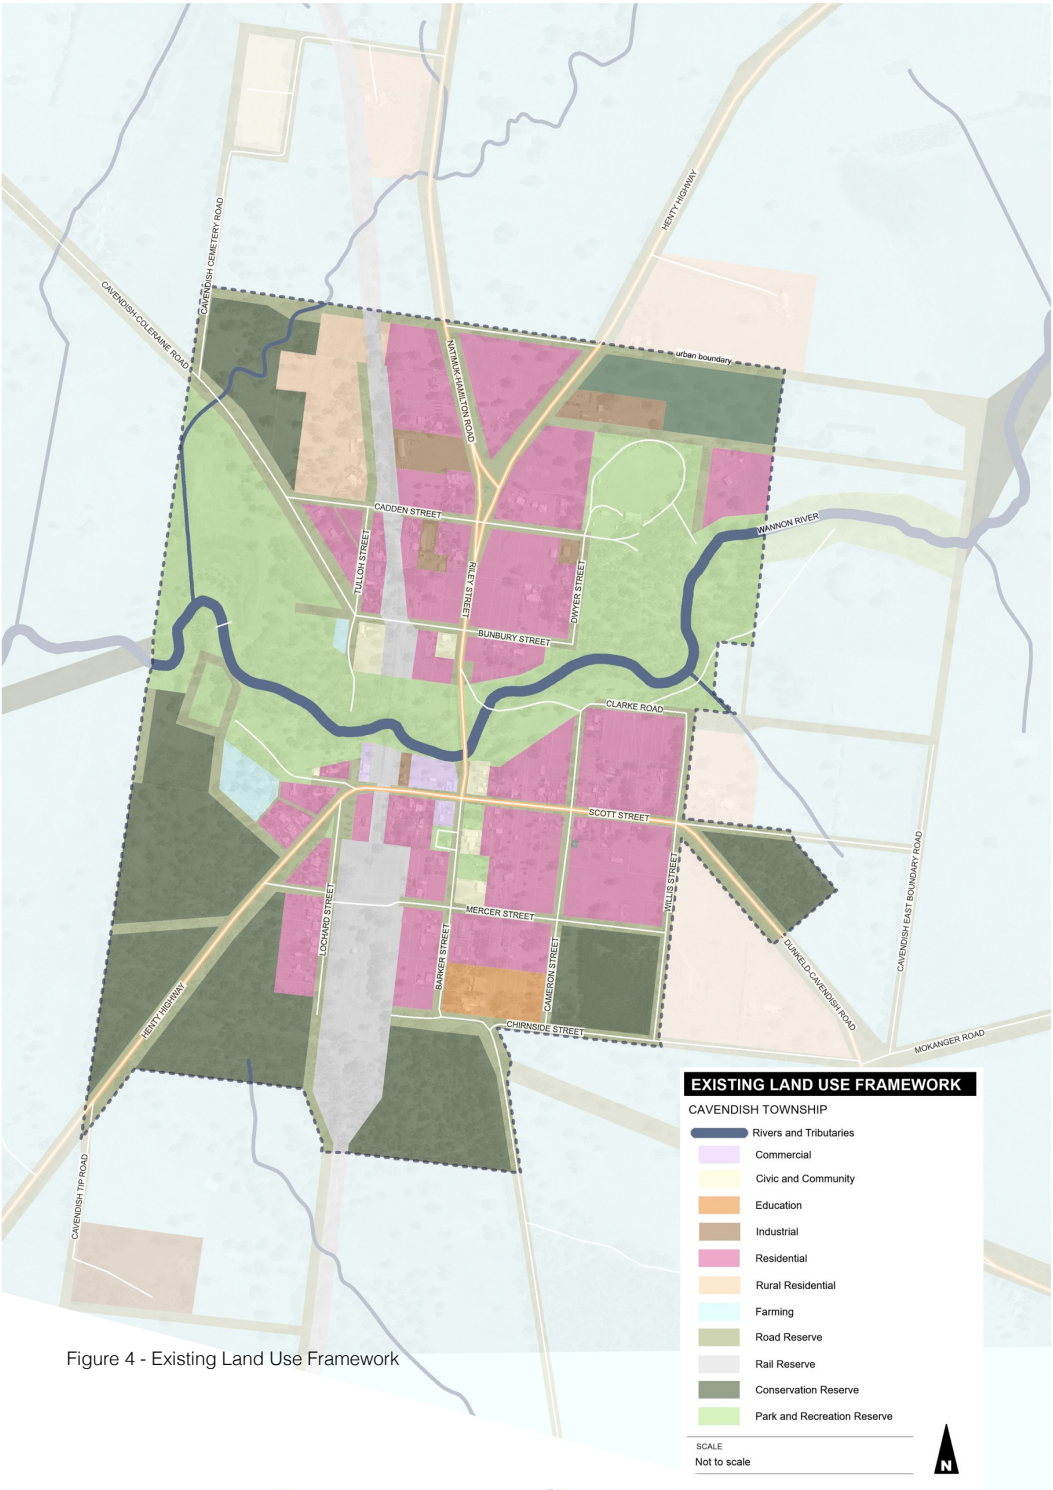 HENTY HIGHWAY
CAVENDISH CEMETERY ROAD
CAVENDISH-COLERAINE ROAD
NATIMUK-HAMILTON ROAD
urban boundary
CADDEN STREET
WANNON RIVER
TULLOH STREET
RILEY STREET
DWYER STREET
BUNBURY STREET
CLARKE ROAD
SCOTT STREET
WILLIS STREET
CAVENDISH EAST BOUNDARY ROAD
MERCER STREET
LOCHARD STREET
BARKER STREET
CAMERON STREET
DUNKELD-CAVENDISH ROAD
HENTY HIGHWAY
CHIRNSIDE STREET
MOKANGER ROAD
CAVENDISH TIP ROAD
EXISTING LAND USE FRAMEWORK
CAVENDISH TOWNSHIP
Rivers and Tributaries
Commercial
Civic and Community
Education
Industrial
Residential
Rural Residential
Farming
Road Reserve
Rail Reserve
Conservation Reserve
Park and Recreation Reserve
SCALE
Not to scale
N
Figure 4 - Existing Land Use Framework